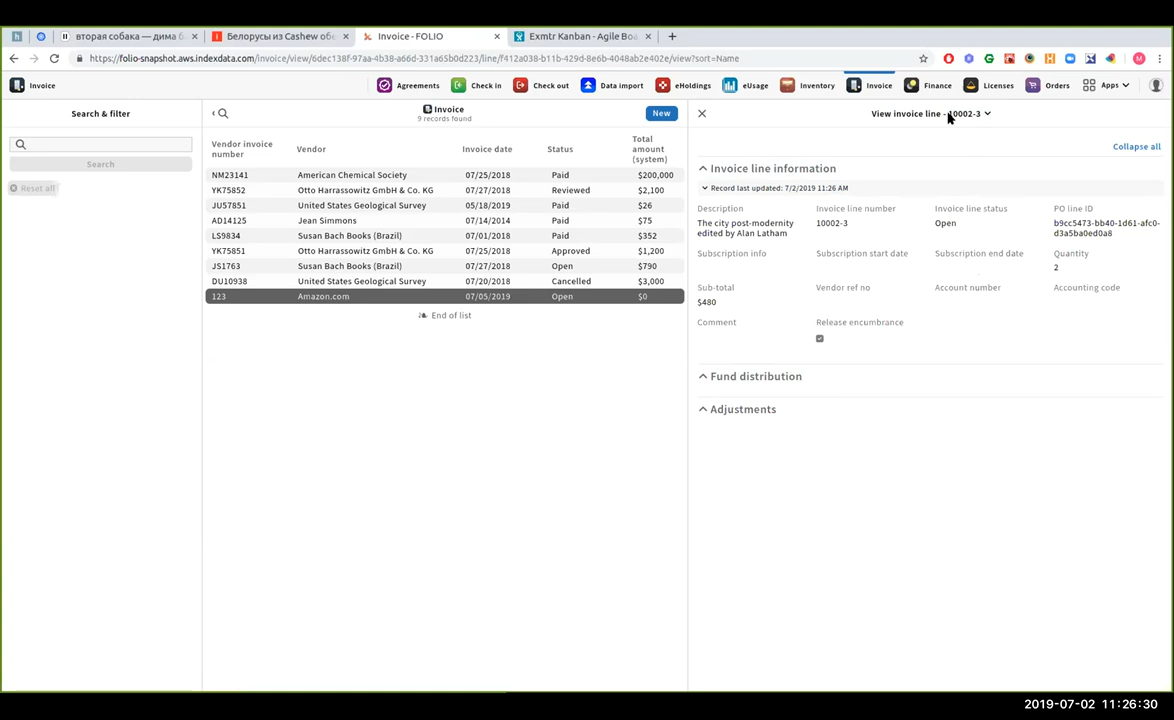 вторая собака — дима б
Белорусы из Cashew обе
Invoice - FOLIO
Exmtr Kanban - Agile Boa
https://folio-snapshot.aws.indexdata.com/invoice/view/6dec138f-97aa-4b38-a66d-331a65b0d223/line/f412a038-b11b-429d-8e6b-4048ab2e402e/view?sort=Name
Invoice
Agreements
Check in
Check out
Data import
eHoldings
eUsage
Inventory
Invoice
Finance
Licenses
Orders
Apps
Search & filter
Search
Reset all
Invoice
9 records found
New
Vendor invoice number Vendor Invoice date Status Total amount (system)
NM23141 American Chemical Society 07/25/2018 Paid $200,000
YK75852 Otto Harrassowitz GmbH & Co. KG 07/27/2018 Reviewed $2,100
JU57851 United States Geological Survey 05/18/2019 Paid $26
AD14125 Jean Simmons 07/14/2014 Paid $75
LS9834 Susan Bach Books (Brazil) 07/01/2018 Paid $352
YK75851 Otto Harrassowitz GmbH & Co. KG 07/25/2018 Approved $1,200
JS1763 Susan Bach Books (Brazil) 07/27/2018 Open $790
DU10938 United States Geological Survey 07/20/2018 Cancelled $3,000
123 Amazon.com 07/05/2019 Open $0
End of list
View invoice line - 10002-3
Collapse all
Invoice line information
Record last updated: 7/2/2019 11:26 AM
Description Invoice line number Invoice line status PO line ID
The city post-modernity 10002-3 Open b9cc5473-bb40-1d61-afc0-
edited by Alan Latham d3a5ba0ed0a8
Subscription info Subscription start date Subscription end date Quantity
2
Sub-total Vendor ref no Account number Accounting code
$480
Comment Release encumbrance
Fund distribution
Adjustments
2019-07-02 11:26:30